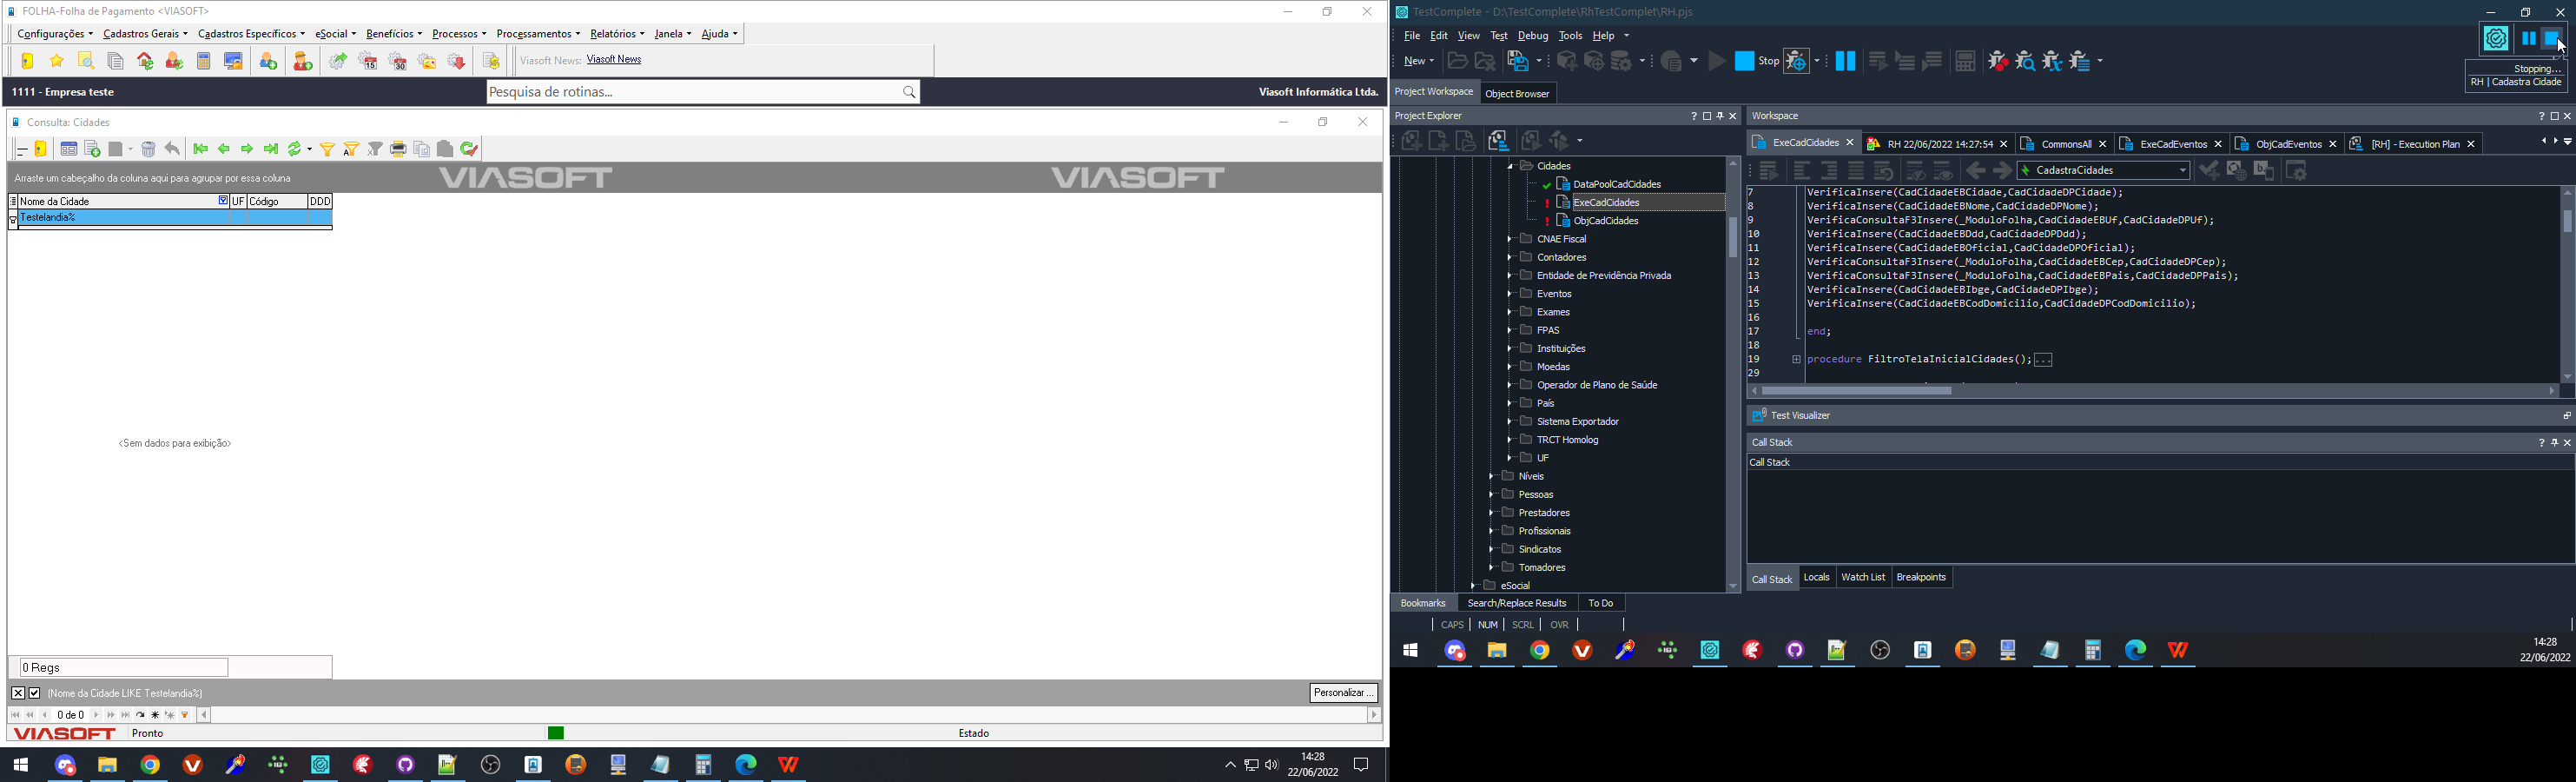 FOLHA-Folha de Pagamento <VIASOFT>
Configurações Cadastros Gerais Cadastros Específicos eSocial Benefícios Processos Processamentos Relatórios Janela Ajuda
Viasoft News: Viasoft News
1111 - Empresa teste
Pesquisa de rotinas...
Viasoft Informática Ltda.
Consulta: Cidades
Arraste um cabeçalho da coluna aqui para agrupar por essa coluna
VIASOFT VIASOFT
Nome da Cidade UF Código DDD
Testelandia%
<Sem dados para exibição>
0 Regs
(Nome da Cidade LIKE Testelandia%)
Personalizar ...
0 de 0
VIASOFT Pronto Estado
14:28
22/06/2022
TestComplete - D:\TestComplete\RhTestComplet\RH.pjs
File Edit View Test Debug Tools Help
New Stop
Stopping...
RH | Cadastra Cidade
Project Workspace Object Browser
Project Explorer
Cidades
DataPoolCadCidades
ExeCadCidades
ObjCadCidades
CNAE Fiscal
Contadores
Entidade de Previdência Privada
Eventos
Exames
FPAS
Instituições
Moedas
Operador de Plano de Saúde
País
Sistema Exportador
TRCT Homolog
UF
Níveis
Pessoas
Prestadores
Profissionais
Sindicatos
Tomadores
eSocial
Bookmarks Search/Replace Results To Do
CAPS NUM SCRL OVR
Workspace
ExeCadCidades RH 22/06/2022 14:27:54 CommonsAll ExeCadEventos ObjCadEventos [RH] - Execution Plan
CadastraCidades
7 VerificaInsere(CadCidadeEBCidade,CadCidadeDPCidade);
8 VerificaInsere(CadCidadeEBNome,CadCidadeDPNome);
9 VerificaConsultaF3Insere(_ModuloFolha,CadCidadeEBUf,CadCidadeDPUf);
10 VerificaInsere(CadCidadeEBDdd,CadCidadeDPDdd);
11 VerificaInsere(CadCidadeEBOficial,CadCidadeDPOficial);
12 VerificaConsultaF3Insere(_ModuloFolha,CadCidadeEBCep,CadCidadeDPCep);
13 VerificaConsultaF3Insere(_ModuloFolha,CadCidadeEBPais,CadCidadeDPPais);
14 VerificaInsere(CadCidadeEBIbge,CadCidadeDPIbge);
15 VerificaInsere(CadCidadeEBCodDomicilio,CadCidadeDPCodDomicilio);
16
17 end;
18
19 procedure FiltroTelaInicialCidades();...
29
Test Visualizer
Call Stack
Call Stack
Call Stack Locals Watch List Breakpoints
14:28
22/06/2022